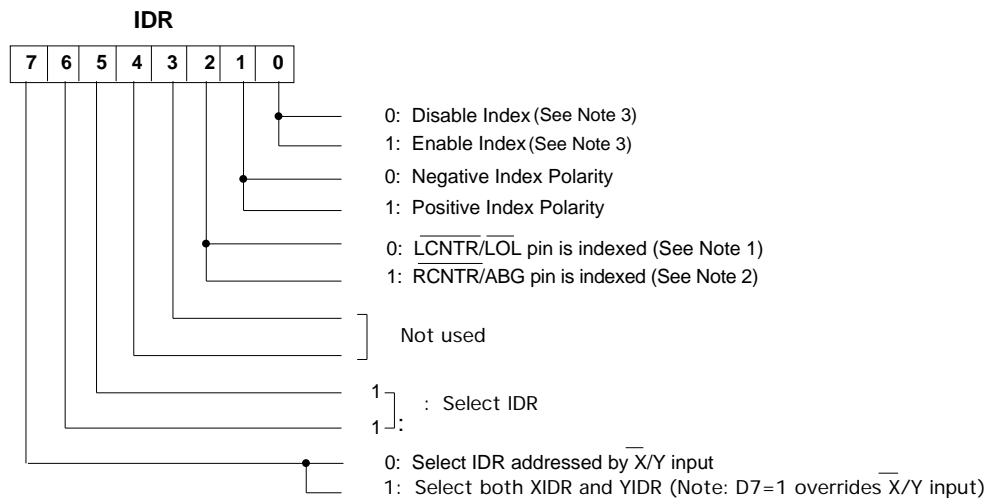 IDR
7 6 5 4 3 2 1 0
0: Disable Index (See Note 3)
1: Enable Index (See Note 3)
0: Negative Index Polarity
1: Positive Index Polarity
0: L̅C̅N̅T̅R̅/L̅O̅L̅ pin is indexed (See Note 1)
1: R̅C̅N̅T̅R̅/ABG pin is indexed (See Note 2)
Not used
1
: Select IDR
1 :
0: Select IDR addressed by X̅/Y input
1: Select both XIDR and YIDR (Note: D7=1 overrides X̅/Y input)